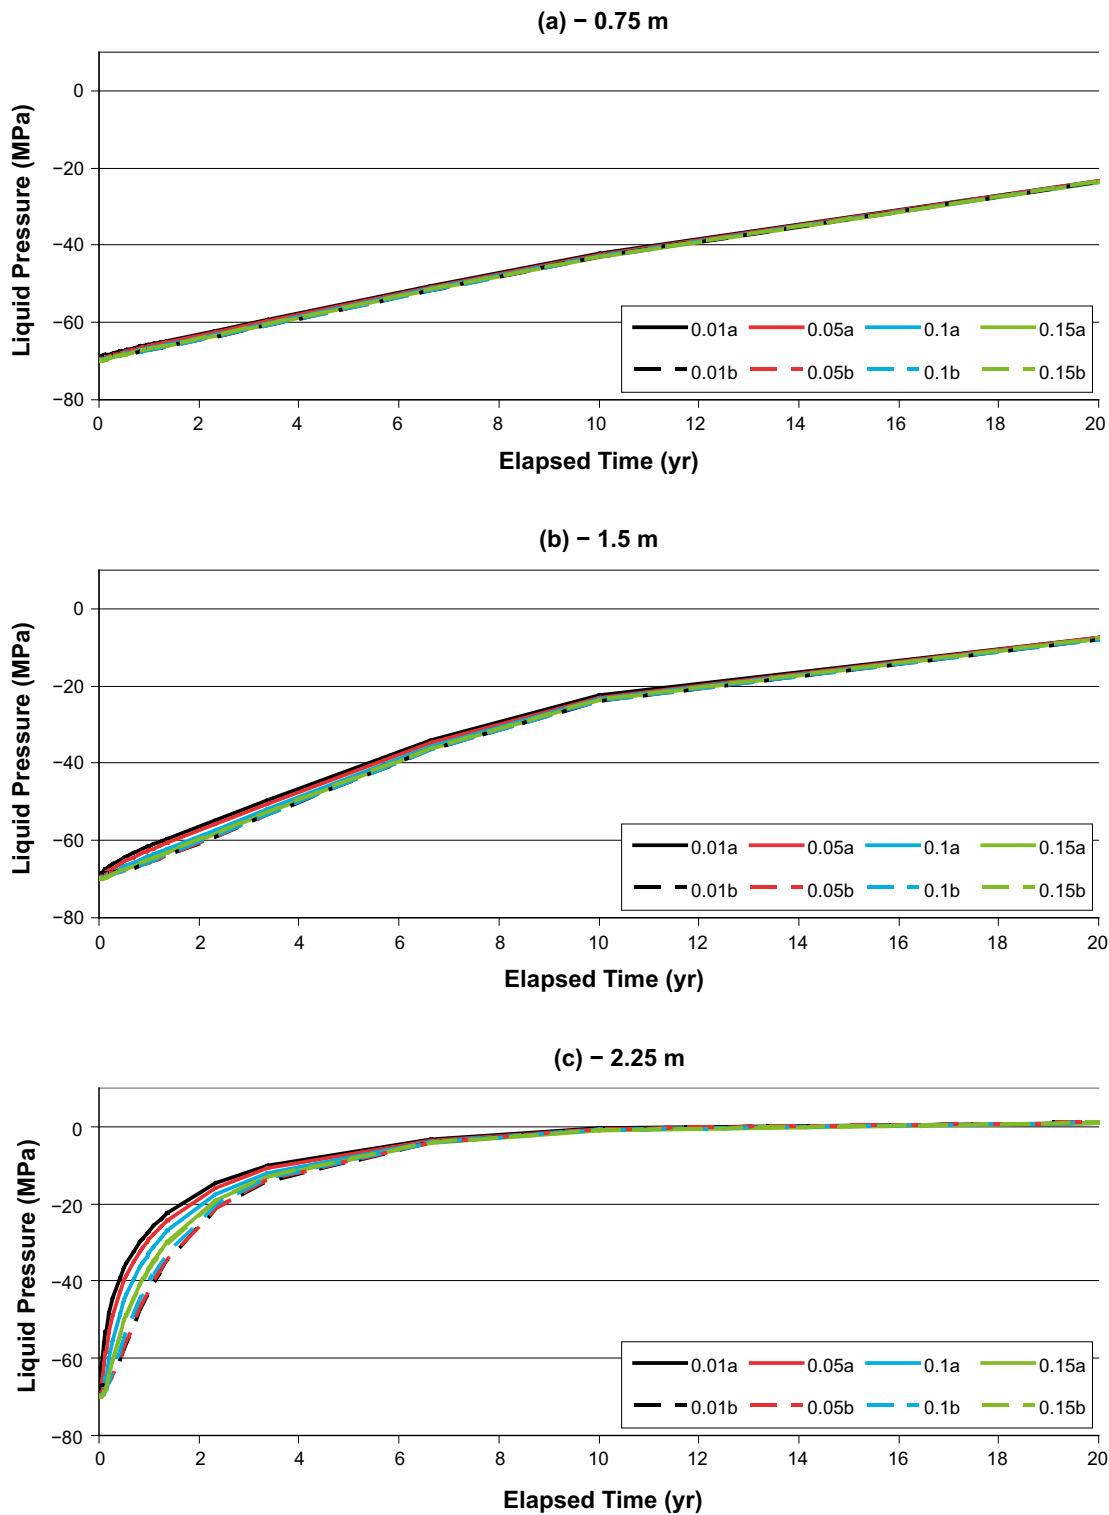 (a) − 0.75 m
Liquid Pressure (MPa)
0
−20
−40
−60
−80
0.01a 0.05a 0.1a 0.15a
0.01b 0.05b 0.1b 0.15b
0 2 4 6 8 10 12 14 16 18 20
Elapsed Time (yr)
(b) − 1.5 m
Liquid Pressure (MPa)
0
−20
−40
−60
−80
0.01a 0.05a 0.1a 0.15a
0.01b 0.05b 0.1b 0.15b
0 2 4 6 8 10 12 14 16 18 20
Elapsed Time (yr)
(c) − 2.25 m
Liquid Pressure (MPa)
0
−20
−40
−60
−80
0.01a 0.05a 0.1a 0.15a
0.01b 0.05b 0.1b 0.15b
0 2 4 6 8 10 12 14 16 18 20
Elapsed Time (yr)